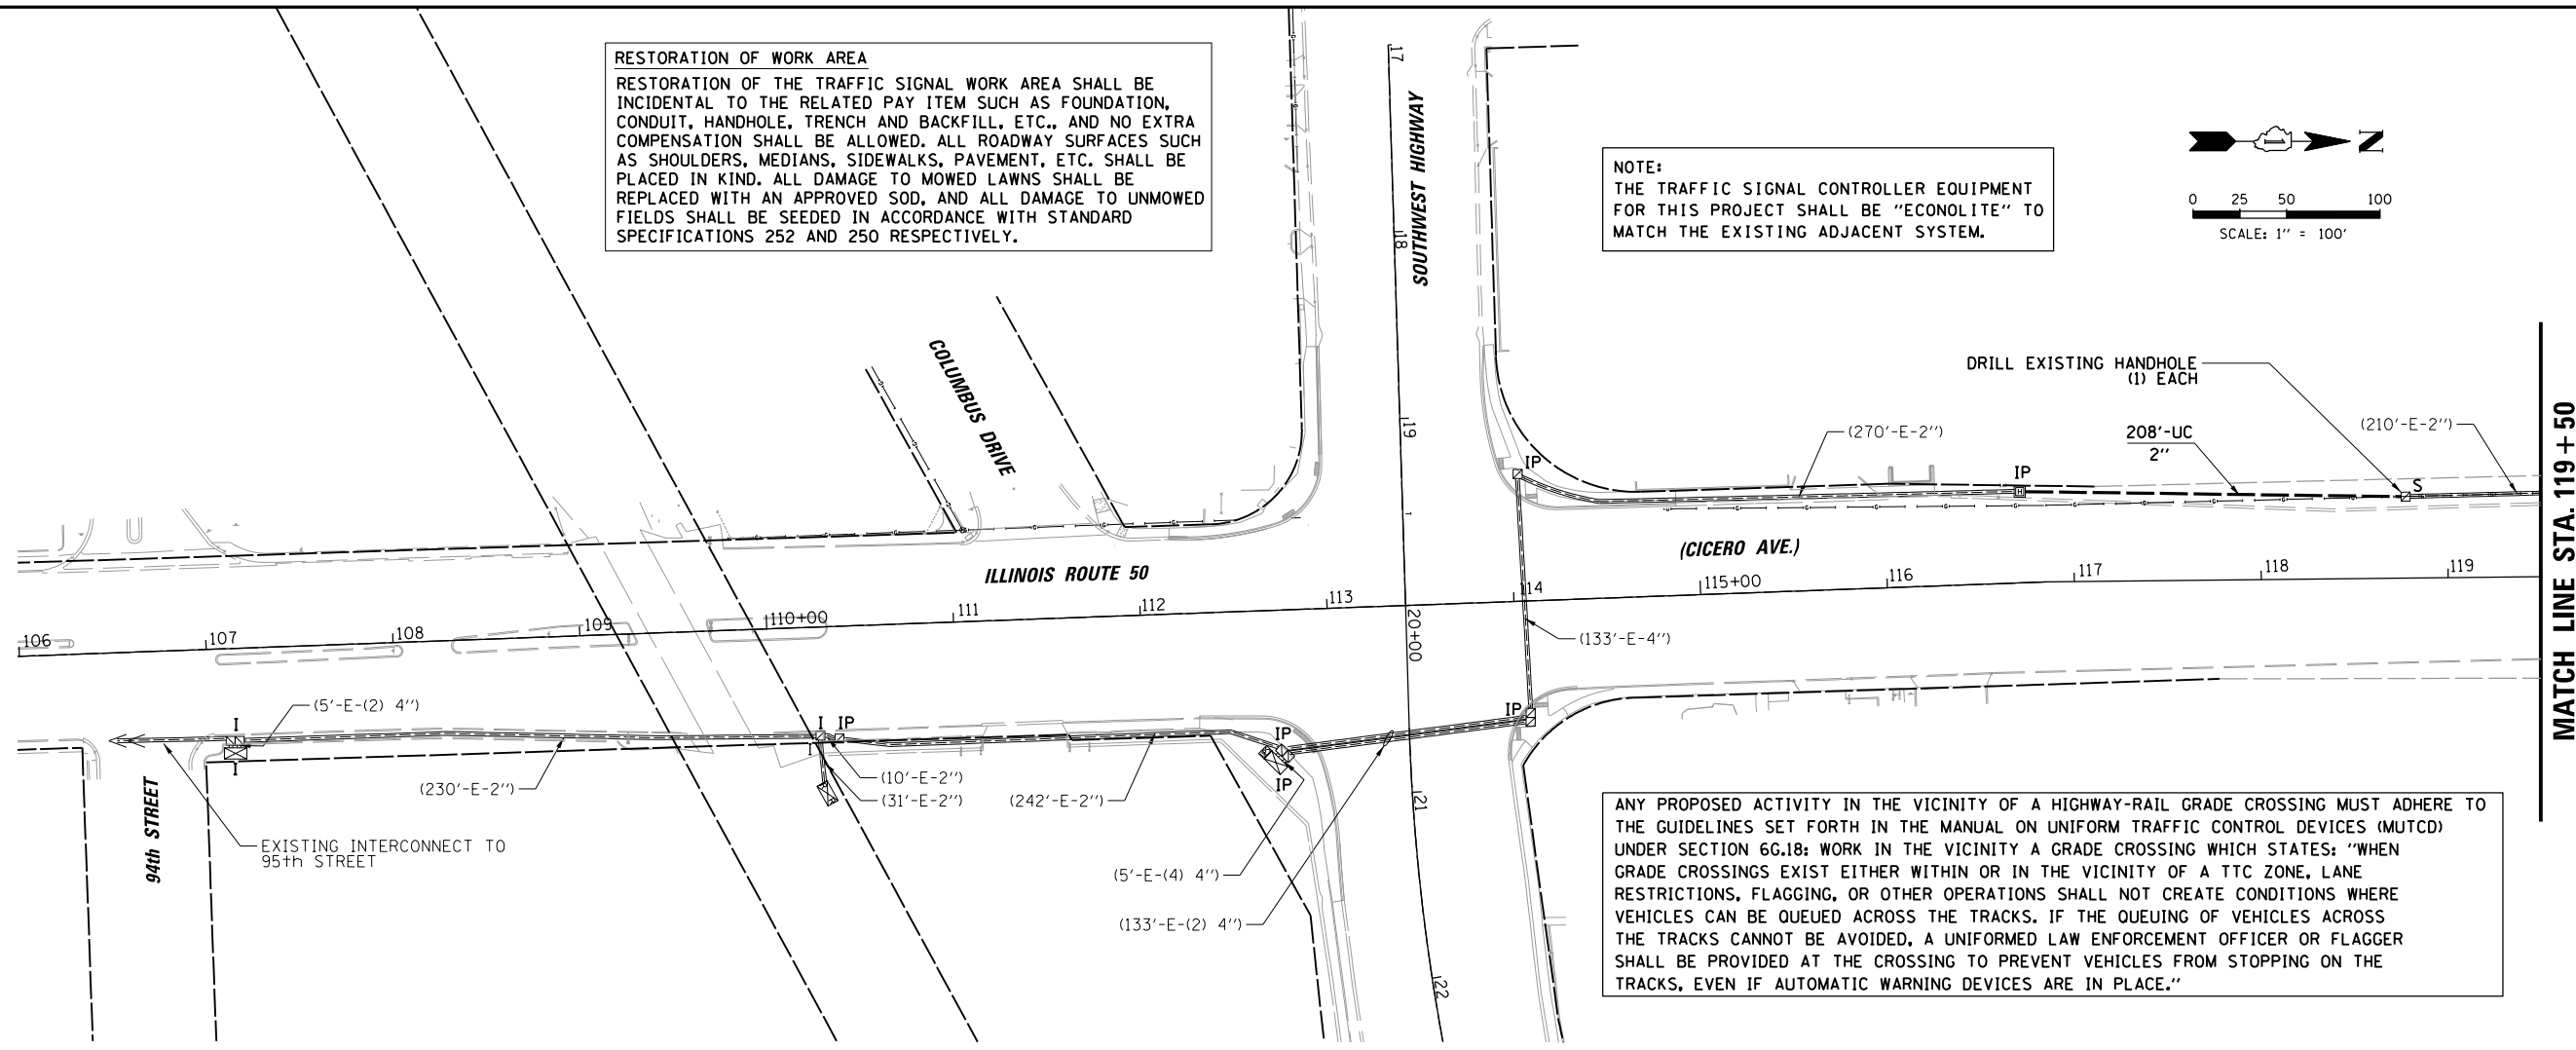 RESTORATION OF WORK AREA
RESTORATION OF THE TRAFFIC SIGNAL WORK AREA SHALL BE
INCIDENTAL TO THE RELATED PAY ITEM SUCH AS FOUNDATION,
CONDUIT, HANDHOLE, TRENCH AND BACKFILL, ETC., AND NO EXTRA
COMPENSATION SHALL BE ALLOWED. ALL ROADWAY SURFACES SUCH
AS SHOULDERS, MEDIANS, SIDEWALKS, PAVEMENT, ETC. SHALL BE
PLACED IN KIND. ALL DAMAGE TO MOWED LAWNS SHALL BE
REPLACED WITH AN APPROVED SOD, AND ALL DAMAGE TO UNMOWED
FIELDS SHALL BE SEEDED IN ACCORDANCE WITH STANDARD
SPECIFICATIONS 252 AND 250 RESPECTIVELY.
17
18
19
20+00
21
22
SOUTHWEST HIGHWAY
NOTE:
THE TRAFFIC SIGNAL CONTROLLER EQUIPMENT
FOR THIS PROJECT SHALL BE "ECONOLITE" TO
MATCH THE EXISTING ADJACENT SYSTEM.
N
0 25 50 100
SCALE: 1" = 100'
COLUMBUS DRIVE
DRILL EXISTING HANDHOLE
(1) EACH
(270'-E-2")
208'-UC
2"
(210'-E-2")
IP
IP
S
MATCH LINE STA. 119+50
ILLINOIS ROUTE 50
(CICERO AVE.)
106
107
108
109
110+00
111
112
113
114
115+00
116
117
118
119
(133'-E-4")
(5'-E-(2) 4")
I
I
I
IP
I
IP
IP
IP
(230'-E-2")
(10'-E-2")
(31'-E-2")
(242'-E-2")
94th STREET
EXISTING INTERCONNECT TO
95th STREET
(5'-E-(4) 4")
(133'-E-(2) 4")
ANY PROPOSED ACTIVITY IN THE VICINITY OF A HIGHWAY-RAIL GRADE CROSSING MUST ADHERE TO
THE GUIDELINES SET FORTH IN THE MANUAL ON UNIFORM TRAFFIC CONTROL DEVICES (MUTCD)
UNDER SECTION 6G.18: WORK IN THE VICINITY A GRADE CROSSING WHICH STATES: "WHEN
GRADE CROSSINGS EXIST EITHER WITHIN OR IN THE VICINITY OF A TTC ZONE, LANE
RESTRICTIONS, FLAGGING, OR OTHER OPERATIONS SHALL NOT CREATE CONDITIONS WHERE
VEHICLES CAN BE QUEUED ACROSS THE TRACKS. IF THE QUEUING OF VEHICLES ACROSS
THE TRACKS CANNOT BE AVOIDED, A UNIFORMED LAW ENFORCEMENT OFFICER OR FLAGGER
SHALL BE PROVIDED AT THE CROSSING TO PREVENT VEHICLES FROM STOPPING ON THE
TRACKS, EVEN IF AUTOMATIC WARNING DEVICES ARE IN PLACE."